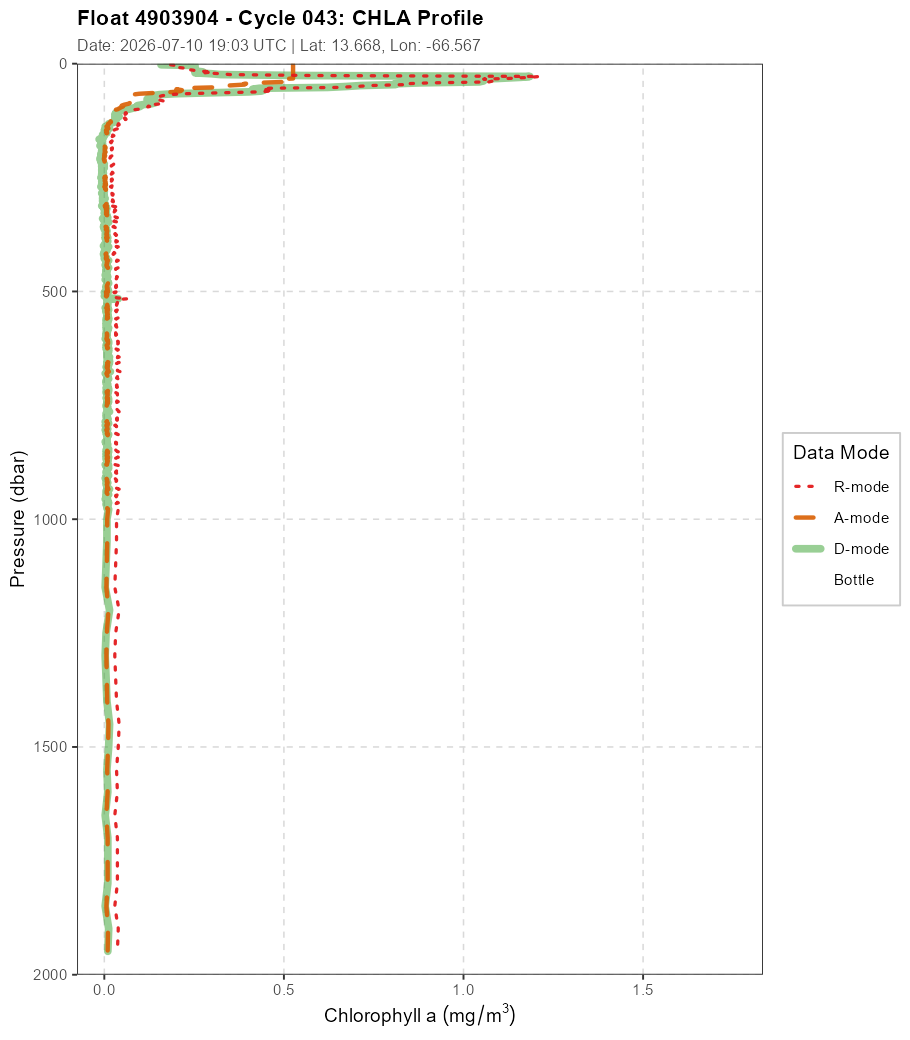 Float 4903904 - Cycle 043: CHLA Profile
Date: 2026-07-10 19:03 UTC | Lat: 13.668, Lon: -66.567
0
500
1000
1500
2000
Pressure (dbar)
0.0 0.5 1.0 1.5
Chlorophyll a (mg/m³)
Data Mode
R-mode
A-mode
D-mode
Bottle